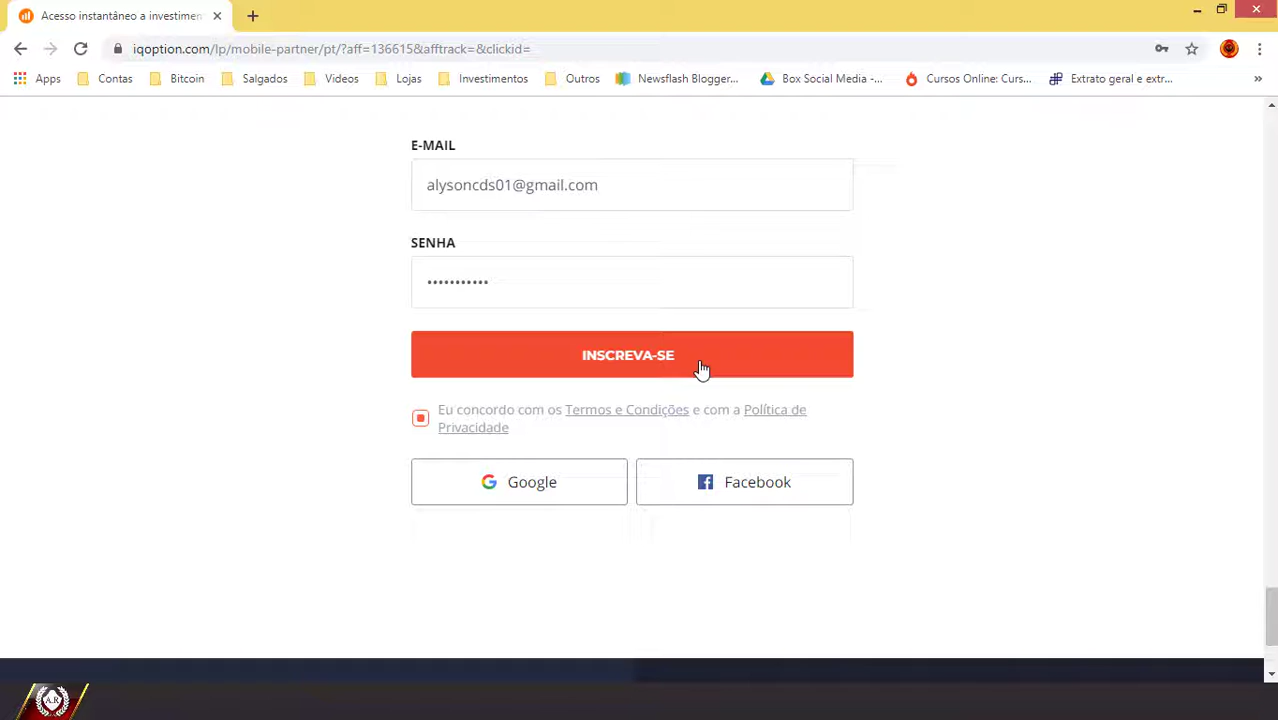 Acesso instantâneo a investimen
iqoption.com/lp/mobile-partner/pt/?aff=136615&afftrack=&clickid=
Apps Contas Bitcoin Salgados Videos Lojas Investimentos Outros Newsflash Blogger... Box Social Media -... Cursos Online: Curs... Extrato geral e extr... »
E-MAIL
alysoncds01@gmail.com
SENHA
•••••••••••
INSCREVA-SE
Eu concordo com os Termos e Condições e com a Política de
Privacidade
Google Facebook
A.R